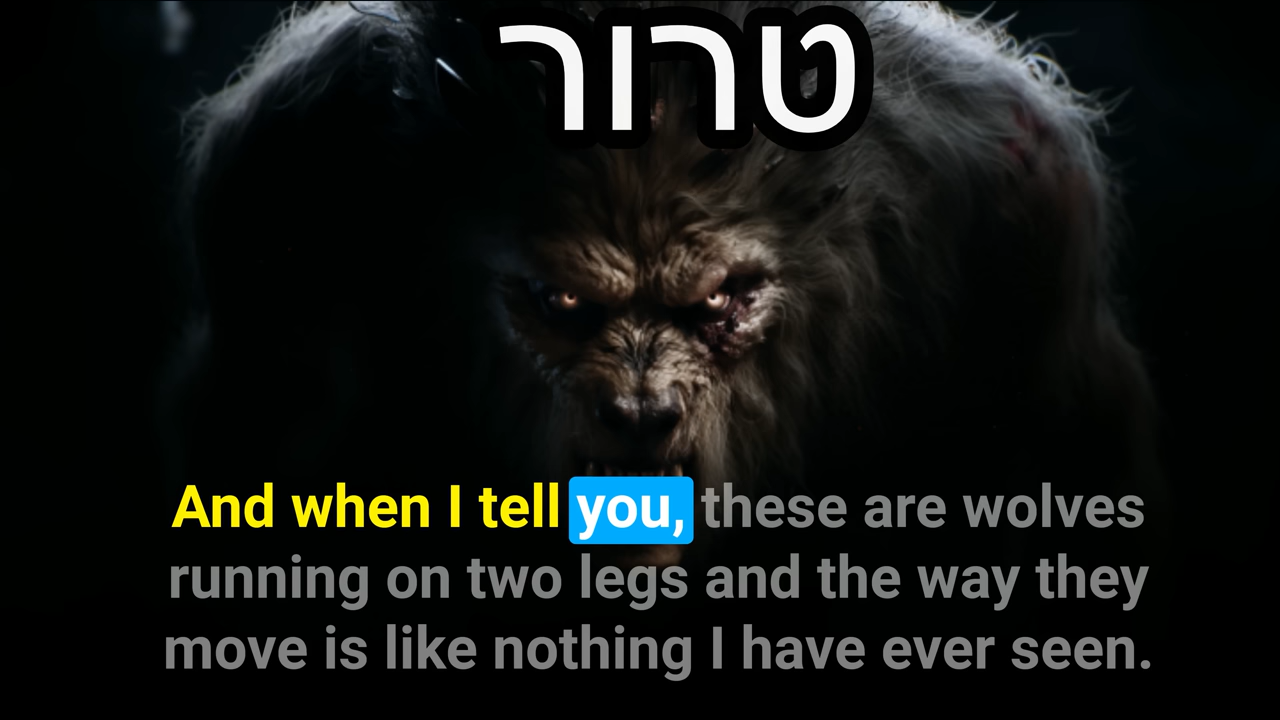 טרור
And when I tell you, these are wolves
running on two legs and the way they
move is like nothing I have ever seen.